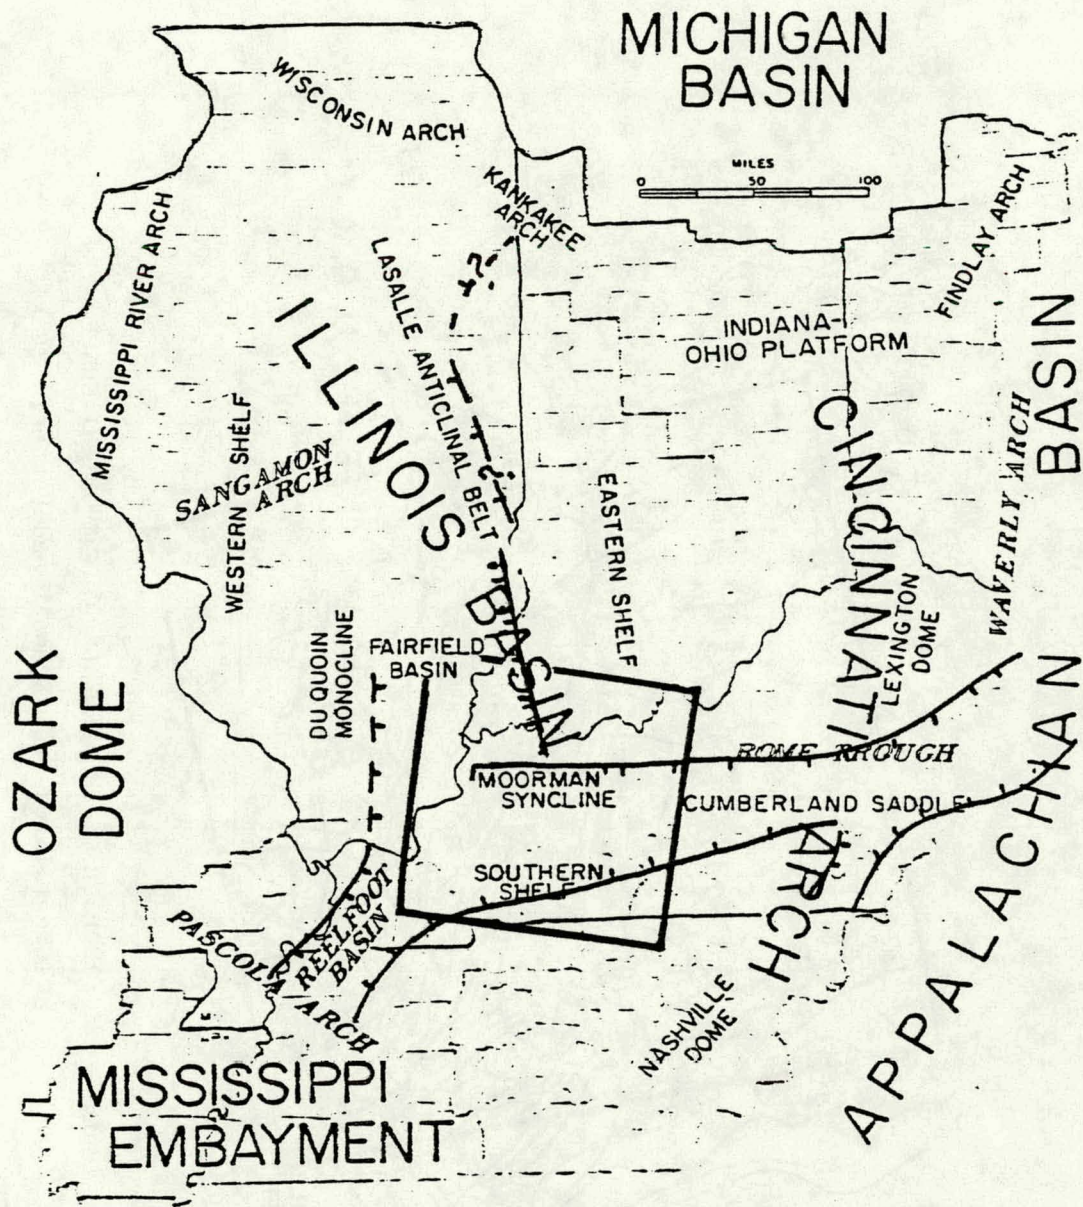 MICHIGAN
BASIN
WISCONSIN ARCH
MILES
0 50 100
KANKAKEE
ARCH
FINDLAY ARCH
MISSISSIPPI RIVER ARCH
LASALLE ANTICLINAL BELT
?
ILLINOIS BASIN
INDIANA-
OHIO PLATFORM
CINCINNATI ARCH
WESTERN SHELF
SANGAMON
ARCH
?
EASTERN SHELF
WAVERLY ARCH
LEXINGTON
DOME
DU QUOIN
MONOCLINE
FAIRFIELD
BASIN
OZARK
DOME
ROME TROUGH
MOORMAN
SYNCLINE
CUMBERLAND SADDLE
SOUTHERN
SHELF
APPALACHIAN
BASIN
REELFOOT
BASIN
PASCOLA ARCH
NASHVILLE
DOME
MISSISSIPPI
EMBAYMENT